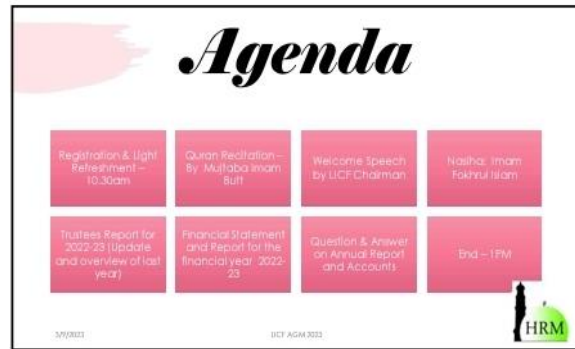 Agenda
Registration & Light
Refreshment –
10.30am
Quran Recitation –
By Mujtaba Imam
Butt
Welcome Speech
by LICF Chairman
Nasiha: Imam
Fokhrul Islam
Trustees Report for
2022-23 (Update
and overview of last
year)
Financial Statement
and Report for the
financial year 2022-
23
Question & Answer
on Annual Report
and Accounts
End – 1PM
LICF AGM 2023
HRM